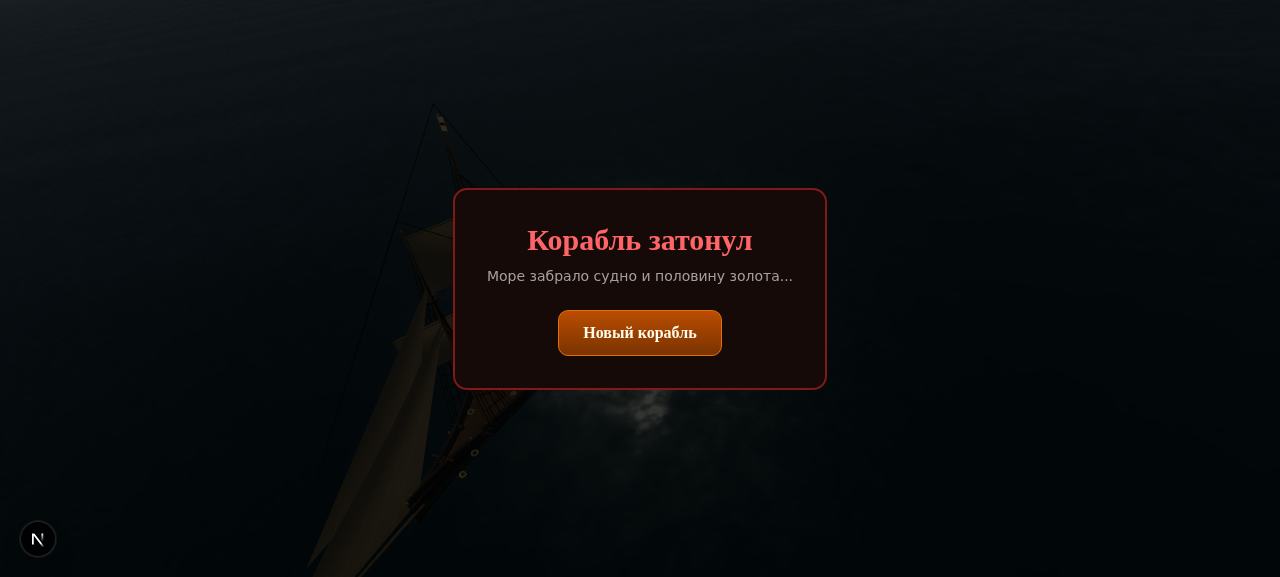 Корабль затонул
Море забрало судно и половину золота...
Новый корабль
N